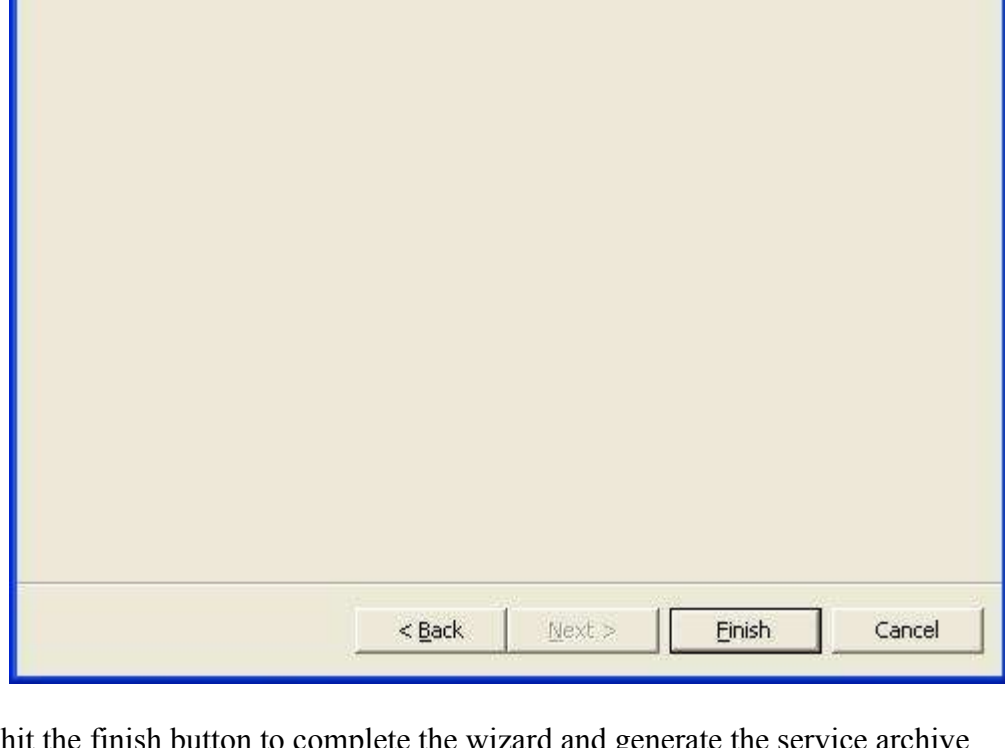 < Back Next > Finish Cancel
hit the finish button to complete the wizard and generate the service archive